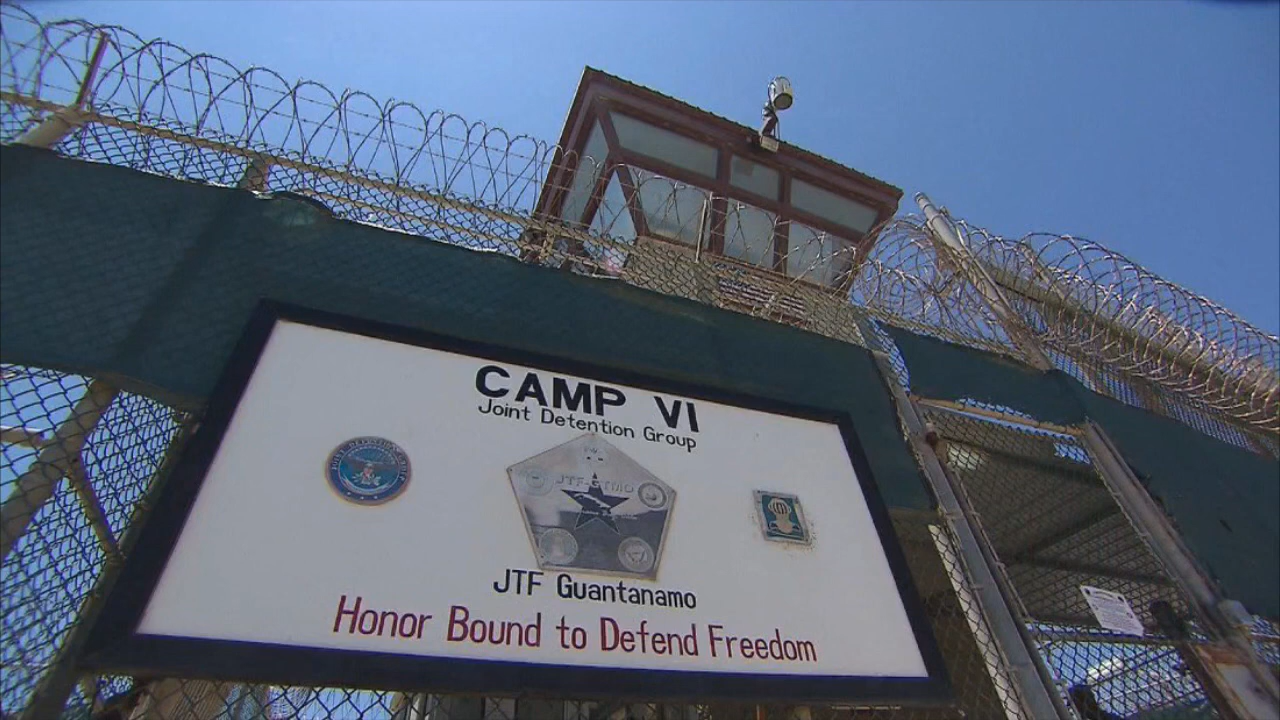 CAMP VI
Joint Detention Group
JTF-GTMO
JTF Guantanamo
Honor Bound to Defend Freedom